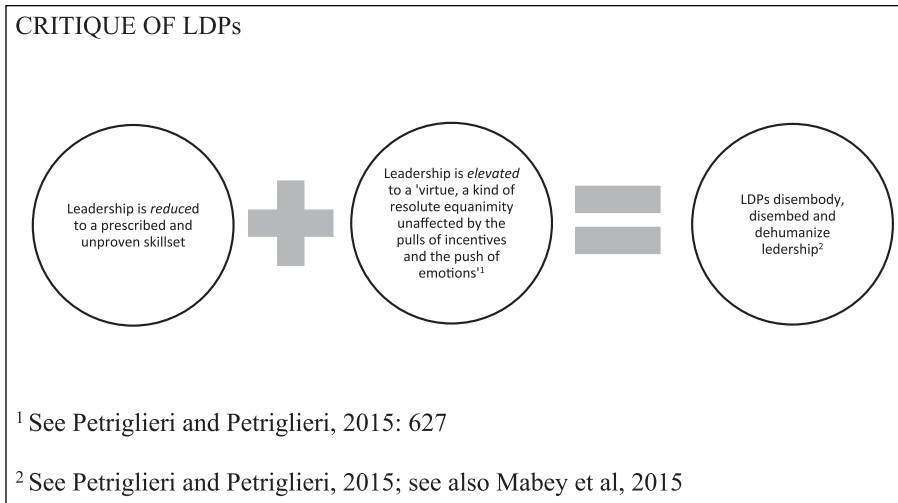 CRITIQUE OF LDPs
Leadership is reduced
to a prescribed and
unproven skillset
Leadership is elevated
to a 'virtue, a kind of
resolute equanimity
unaffected by the
pulls of incentives
and the push of
emotions'¹
LDPs disembody,
disembed and
dehumanize
ledership²
¹ See Petriglieri and Petriglieri, 2015: 627
² See Petriglieri and Petriglieri, 2015; see also Mabey et al, 2015